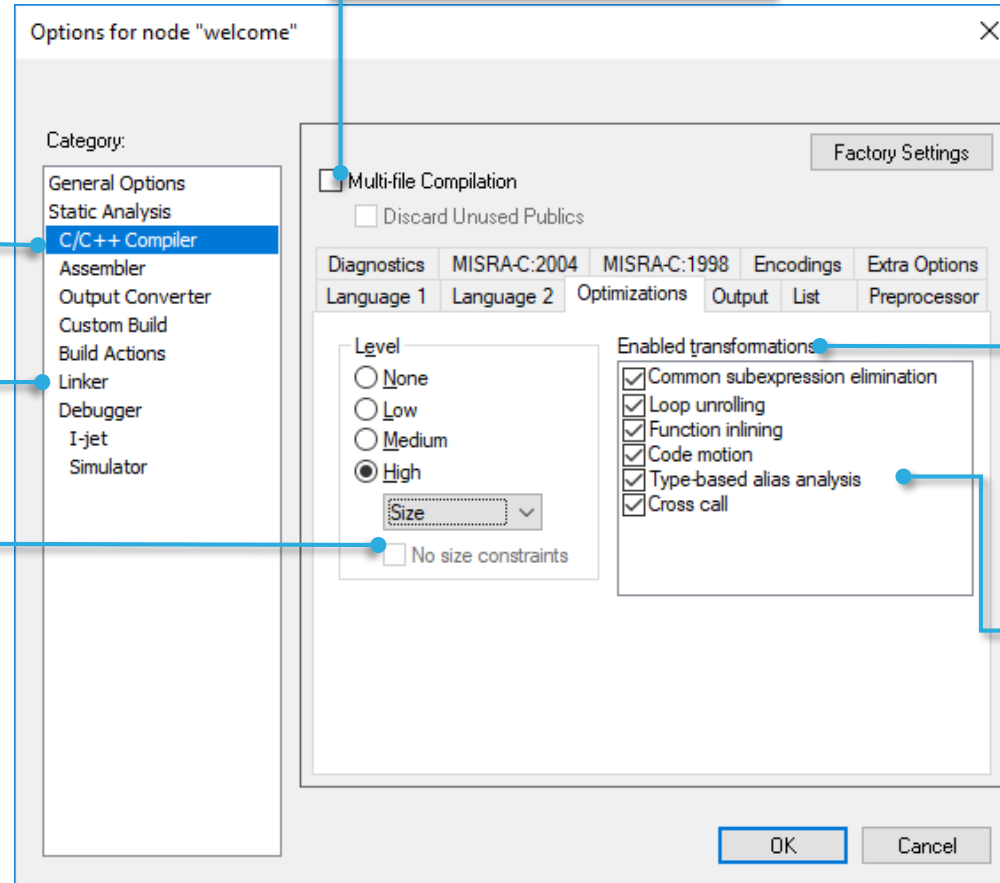 Options for node "welcome"
Category:
General Options
Static Analysis
C/C++ Compiler
Assembler
Output Converter
Custom Build
Build Actions
Linker
Debugger
I-jet
Simulator
Factory Settings
Multi-file Compilation
Discard Unused Publics
Diagnostics MISRA-C:2004 MISRA-C:1998 Encodings Extra Options
Language 1 Language 2 Optimizations Output List Preprocessor
Level
None
Low
Medium
High
Size
No size constraints
Enabled transformations
Common subexpression elimination
Loop unrolling
Function inlining
Code motion
Type-based alias analysis
Cross call
OK Cancel